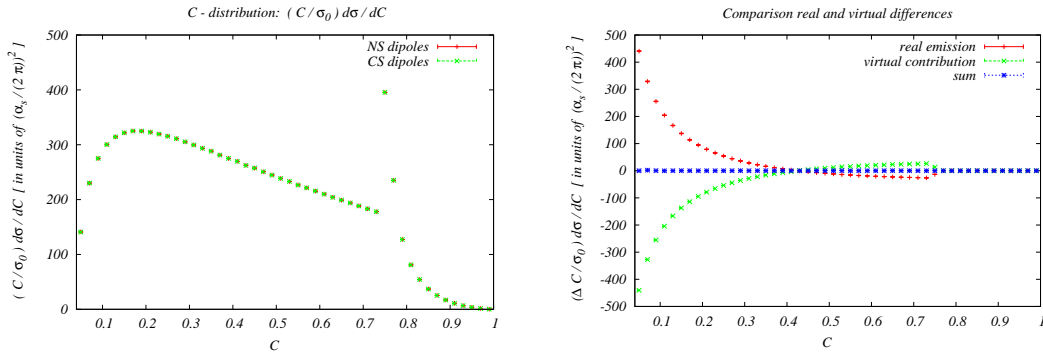 C - distribution: ( C / σ0 ) dσ / dC
( C / σ0 ) dσ / dC [ in units of (αs / (2 π))² ]
500
400
300
200
100
0
NS dipoles
CS dipoles
0.1 0.2 0.3 0.4 0.5 0.6 0.7 0.8 0.9 1
C
Comparison real and virtual differences
(Δ C / σ0 ) dσ / dC [ in units of (αs / (2 π))² ]
500
400
300
200
100
0
-100
-200
-300
-400
-500
real emission
virtual contribution
sum
0.1 0.2 0.3 0.4 0.5 0.6 0.7 0.8 0.9 1
C